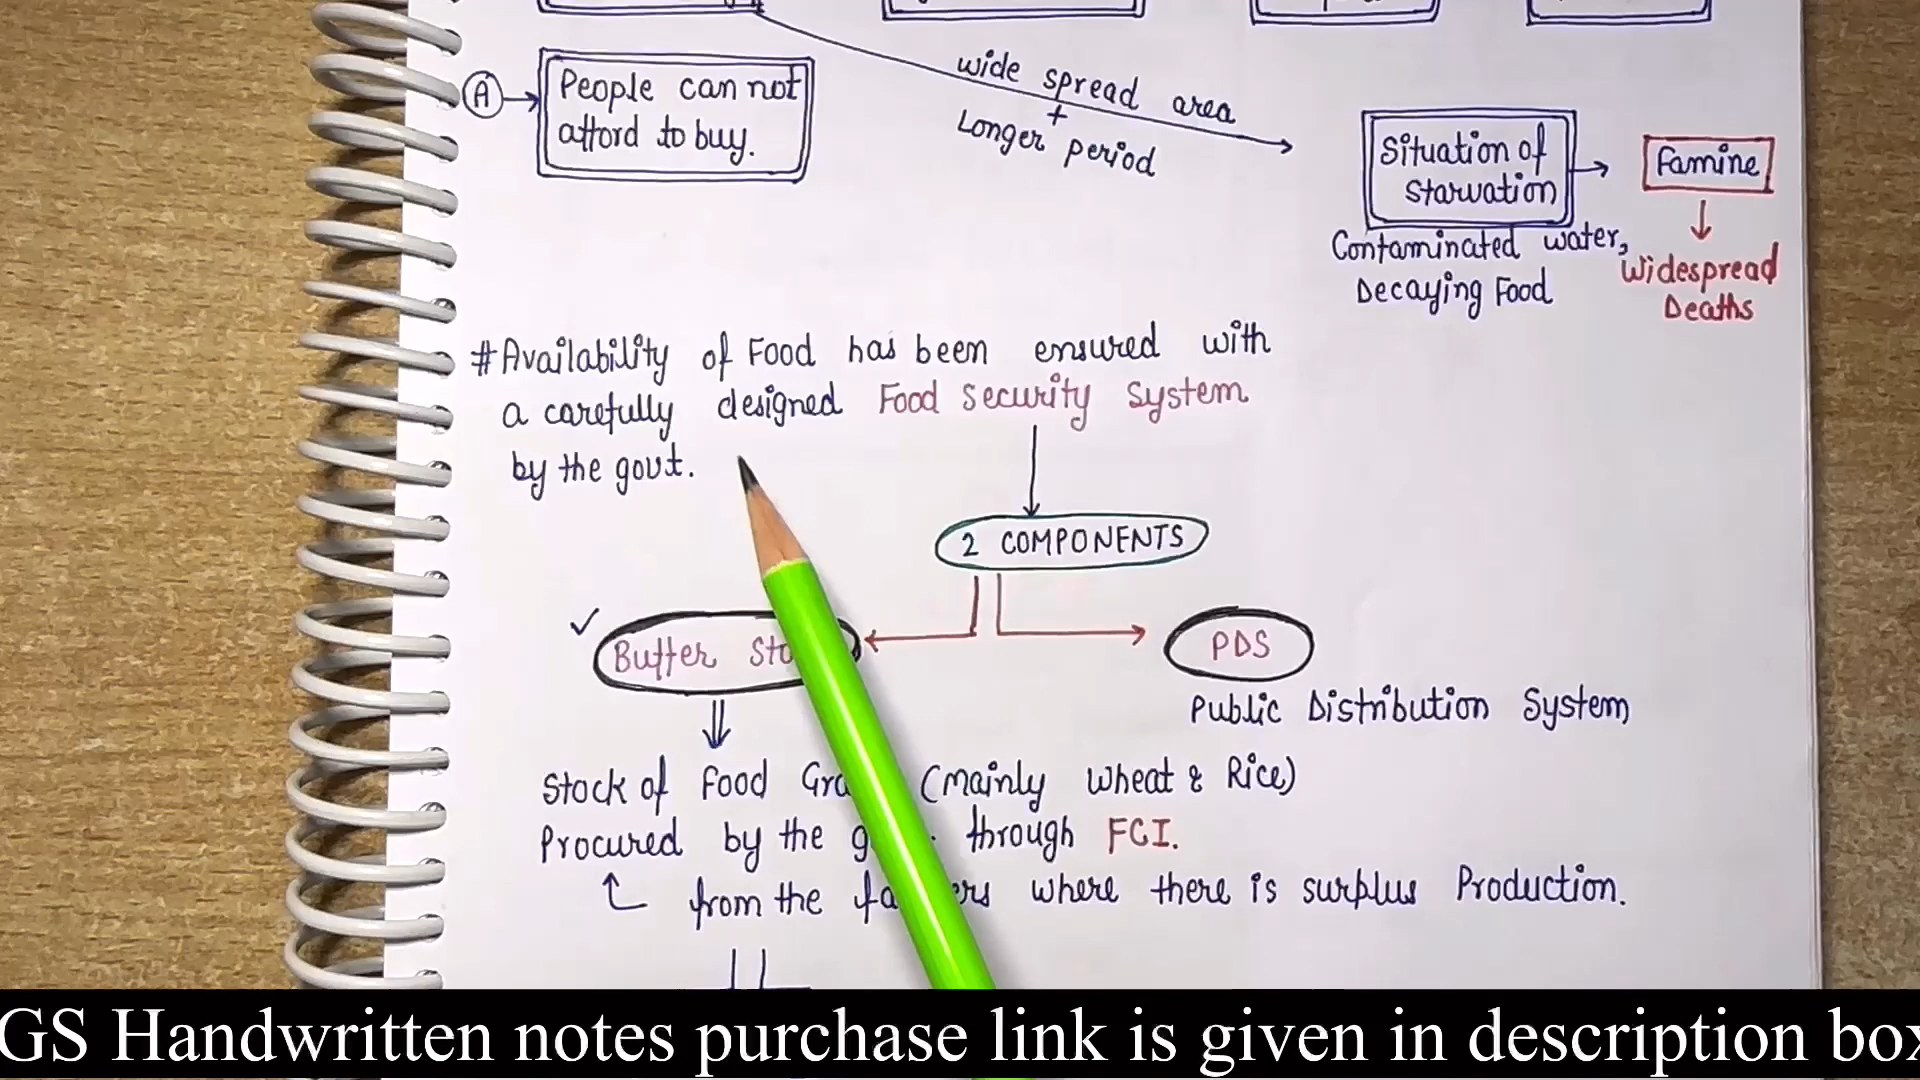 wide spread area
+
Longer period
A
People can not
afford to buy.
Situation of
starvation
Famine
Contaminated water,
Decaying Food
Widespread
Deaths
#Availability of Food has been ensured with
a carefully designed Food Security System
by the govt.
2 COMPONENTS
Buffer
PDS
Public Distribution System
Stock of Food (Mainly Wheat & Rice)
Procured by the through FCI.
from the where there is surplus Production.
GS Handwritten notes purchase link is given in description box